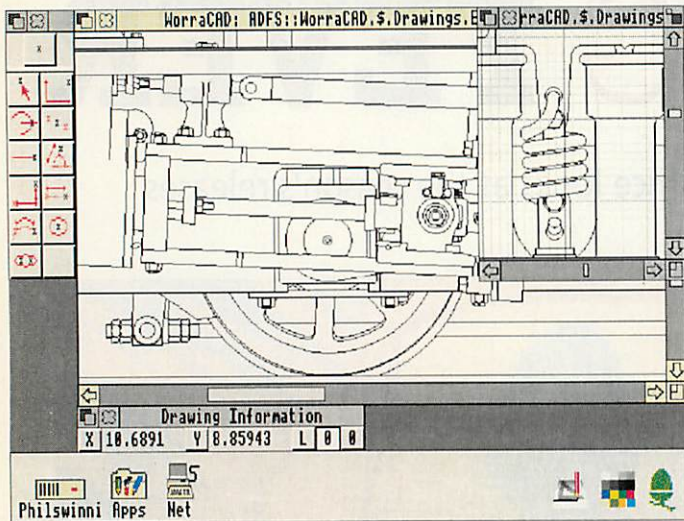 WorraCAD: ADFS::WorraCAD.$.Drawings.E
rraCAD.$.Drawings
Drawing Information
X 10.6891 Y 8.85943 L 0 0
Philswinni Apps Net